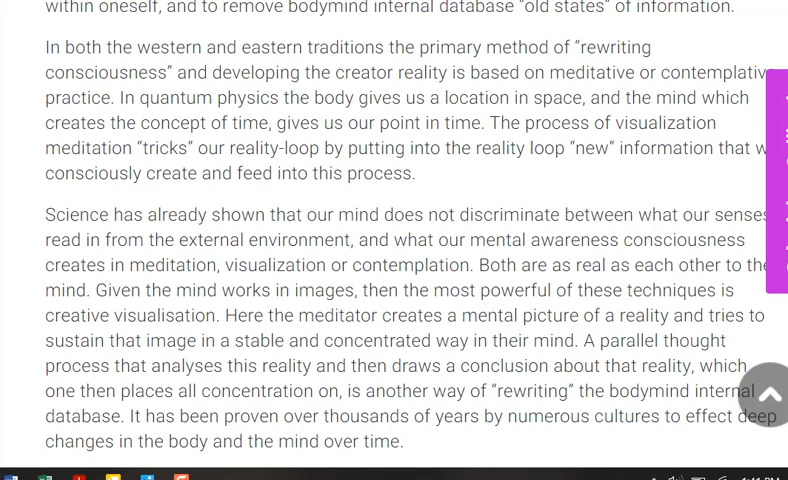 within oneself, and to remove bodymind internal database "old states" of information.
In both the western and eastern traditions the primary method of "rewriting
consciousness" and developing the creator reality is based on meditative or
practice. In quantum physics the body gives us a location in space, and the mind which
creates the concept of time, gives us our point in time. The process of visualization
meditation "tricks" our reality-loop by putting into the reality loop "new" information that
consciously create and feed into this process.
Science has already shown that our mind does not discriminate between what our senses
read in from the external environment, and what our mental awareness consciousness
creates in meditation, visualization or contemplation. Both are as real as each other to the
mind. Given the mind works in images, then the most powerful of these techniques is
creative visualisation. Here the meditator creates a mental picture of a reality and tries to
sustain that image in a stable and concentrated way in their mind. A parallel thought
process that analyses this reality and then draws a conclusion about that reality, which
one then places all concentration on, is another way of "rewriting" the bodymind internal
database. It has been proven over thousands of years by numerous cultures to effect deep
changes in the body and the mind over time.